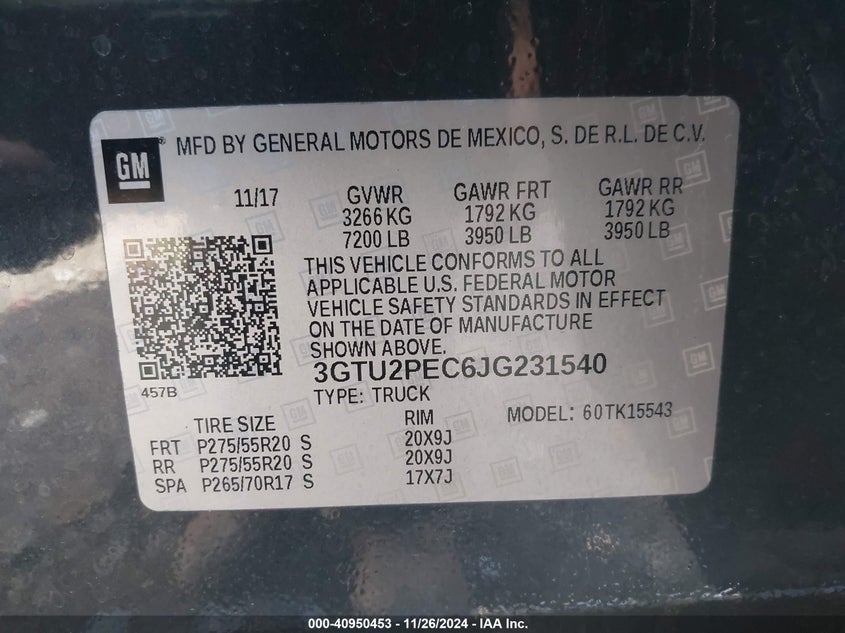 GM
® MFD BY GENERAL MOTORS DE MEXICO, S. DE R.L. DE C.V.
11/17 GVWR GAWR FRT GAWR RR
3266 KG 1792 KG 1792 KG
7200 LB 3950 LB 3950 LB
THIS VEHICLE CONFORMS TO ALL
APPLICABLE U.S. FEDERAL MOTOR
VEHICLE SAFETY STANDARDS IN EFFECT
ON THE DATE OF MANUFACTURE
SHOWN ABOVE.
3GTU2PEC6JG231540
457B
TYPE: TRUCK
MODEL: 60TK15543
TIRE SIZE RIM
FRT P275/55R20 S 20X9J
RR P275/55R20 S 20X9J
SPA P265/70R17 S 17X7J
000-40950453 - 11/26/2024 - IAA Inc.